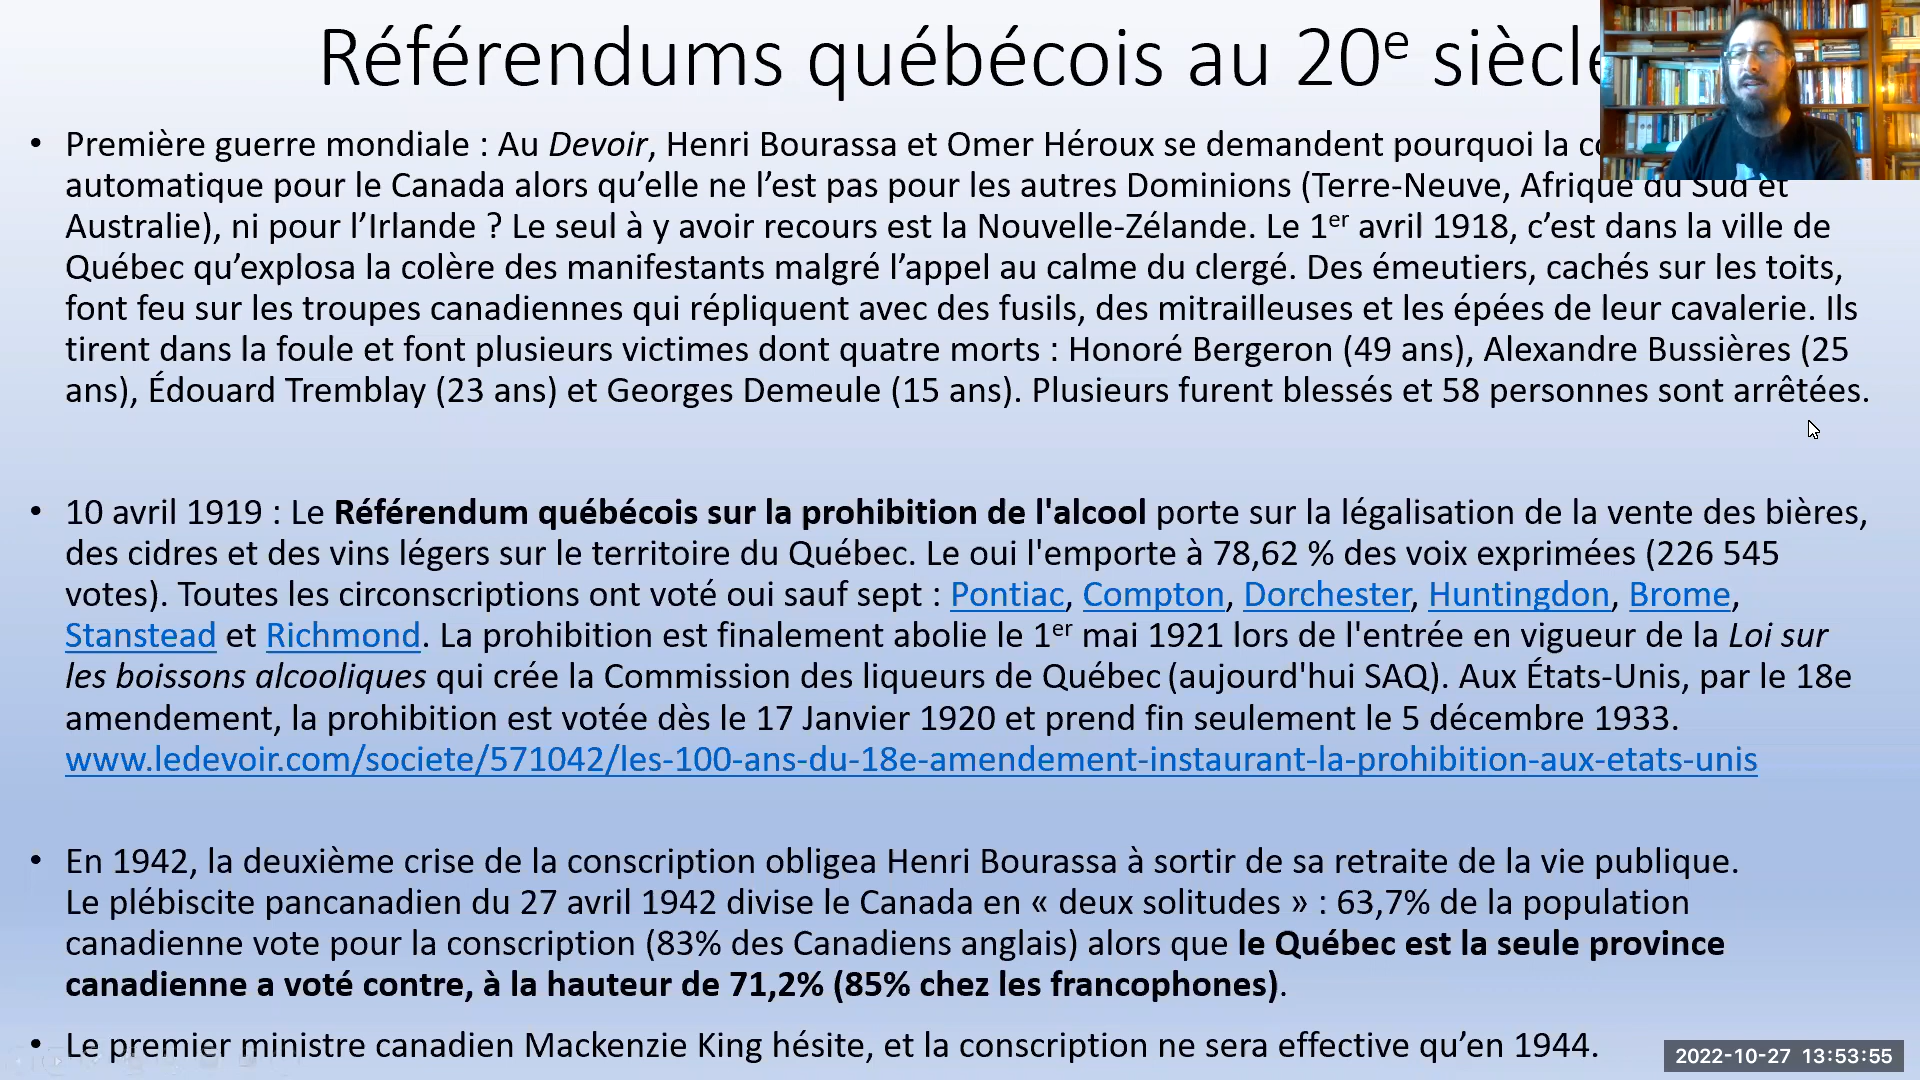 Référendums québécois au 20e siècle
• Première guerre mondiale : Au Devoir, Henri Bourassa et Omer Héroux se demandent pourquoi la
automatique pour le Canada alors qu’elle ne l’est pas pour les autres Dominions (Terre-Neuve, Afrique du Sud et
Australie), ni pour l’Irlande ? Le seul à y avoir recours est la Nouvelle-Zélande. Le 1er avril 1918, c’est dans la ville de
Québec qu’explosa la colère des manifestants malgré l’appel au calme du clergé. Des émeutiers, cachés sur les toits,
font feu sur les troupes canadiennes qui répliquent avec des fusils, des mitrailleuses et les épées de leur cavalerie. Ils
tirent dans la foule et font plusieurs victimes dont quatre morts : Honoré Bergeron (49 ans), Alexandre Bussières (25
ans), Édouard Tremblay (23 ans) et Georges Demeule (15 ans). Plusieurs furent blessés et 58 personnes sont arrêtées.
• 10 avril 1919 : Le Référendum québécois sur la prohibition de l'alcool porte sur la légalisation de la vente des bières,
des cidres et des vins légers sur le territoire du Québec. Le oui l'emporte à 78,62 % des voix exprimées (226 545
votes). Toutes les circonscriptions ont voté oui sauf sept : Pontiac, Compton, Dorchester, Huntingdon, Brome,
Stanstead et Richmond. La prohibition est finalement abolie le 1er mai 1921 lors de l'entrée en vigueur de la Loi sur
les boissons alcooliques qui crée la Commission des liqueurs de Québec (aujourd'hui SAQ). Aux États-Unis, par le 18e
amendement, la prohibition est votée dès le 17 Janvier 1920 et prend fin seulement le 5 décembre 1933.
www.ledevoir.com/societe/571042/les-100-ans-du-18e-amendement-instaurant-la-prohibition-aux-etats-unis
• En 1942, la deuxième crise de la conscription obligea Henri Bourassa à sortir de sa retraite de la vie publique.
Le plébiscite pancanadien du 27 avril 1942 divise le Canada en « deux solitudes » : 63,7% de la population
canadienne vote pour la conscription (83% des Canadiens anglais) alors que le Québec est la seule province
canadienne a voté contre, à la hauteur de 71,2% (85% chez les francophones).
• Le premier ministre canadien Mackenzie King hésite, et la conscription ne sera effective qu’en 1944.
2022-10-27 13:53:55